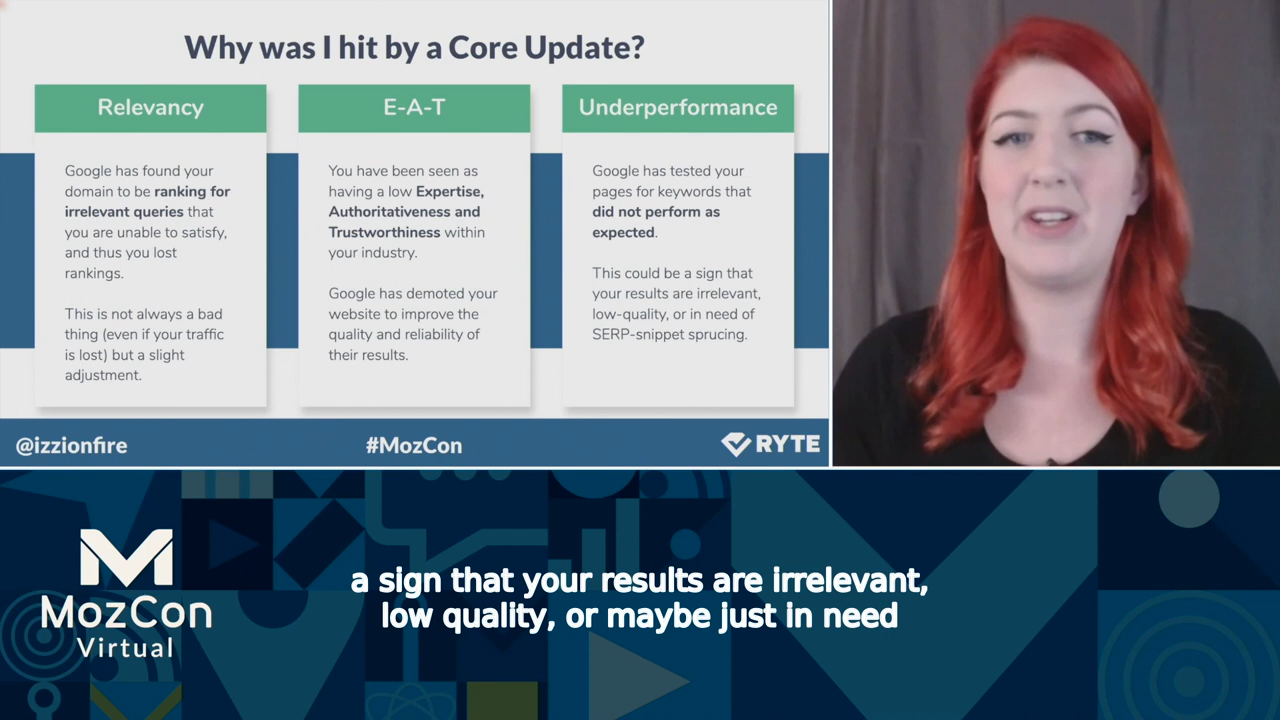 Why was I hit by a Core Update?
Relevancy
Google has found your
domain to be ranking for
irrelevant queries that
you are unable to satisfy,
and thus you lost
rankings.
This is not always a bad
thing (even if your traffic
is lost) but a slight
adjustment.
E-A-T
You have been seen as
having a low Expertise,
Authoritativeness and
Trustworthiness within
your industry.
Google has demoted your
website to improve the
quality and reliability of
their results.
Underperformance
Google has tested your
pages for keywords that
did not perform as
expected.
This could be a sign that
your results are irrelevant,
low-quality, or in need of
SERP-snippet sprucing.
@izzionfire
#MozCon
RYTE
MozCon
Virtual
a sign that your results are irrelevant,
low quality, or maybe just in need